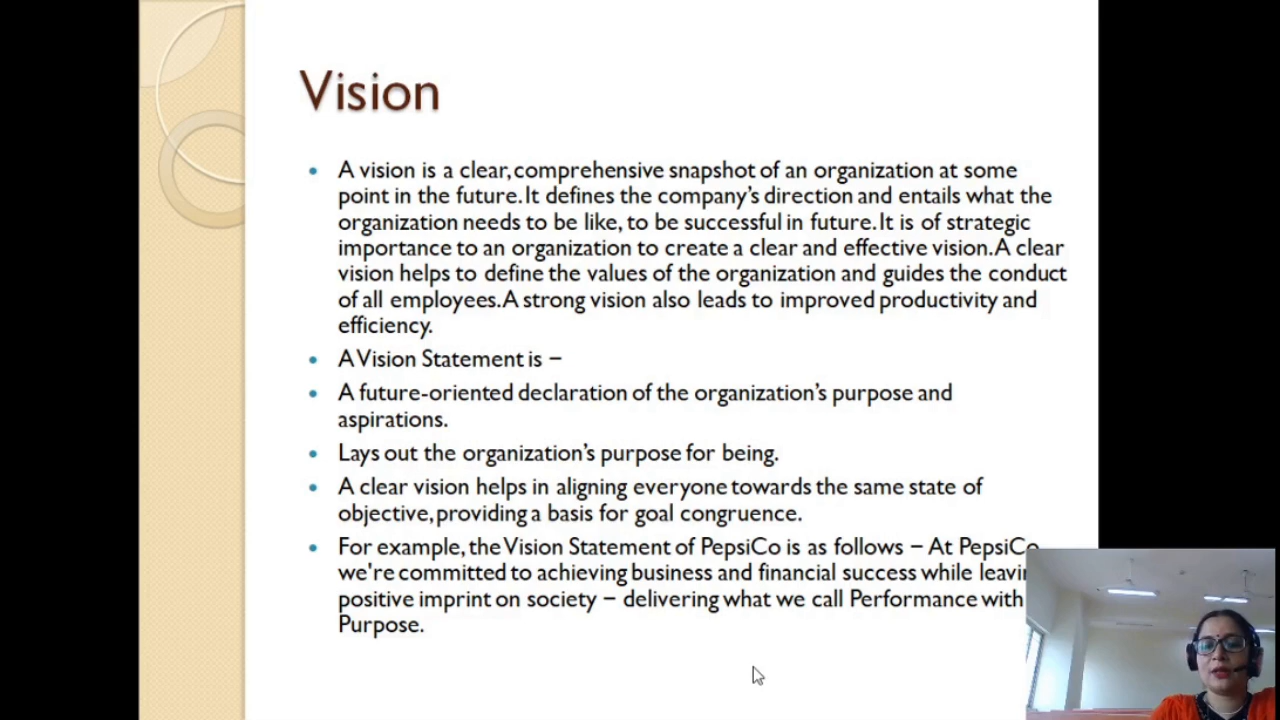 Vision
• A vision is a clear, comprehensive snapshot of an organization at some
point in the future. It defines the company's direction and entails what the
organization needs to be like, to be successful in future. It is of strategic
importance to an organization to create a clear and effective vision. A clear
vision helps to define the values of the organization and guides the conduct
of all employees. A strong vision also leads to improved productivity and
efficiency.
• A Vision Statement is −
• A future-oriented declaration of the organization's purpose and
aspirations.
• Lays out the organization's purpose for being.
• A clear vision helps in aligning everyone towards the same state of
objective, providing a basis for goal congruence.
• For example, the Vision Statement of PepsiCo is as follows − At PepsiCo
we're committed to achieving business and financial success while
positive imprint on society − delivering what we call Performance with
Purpose.